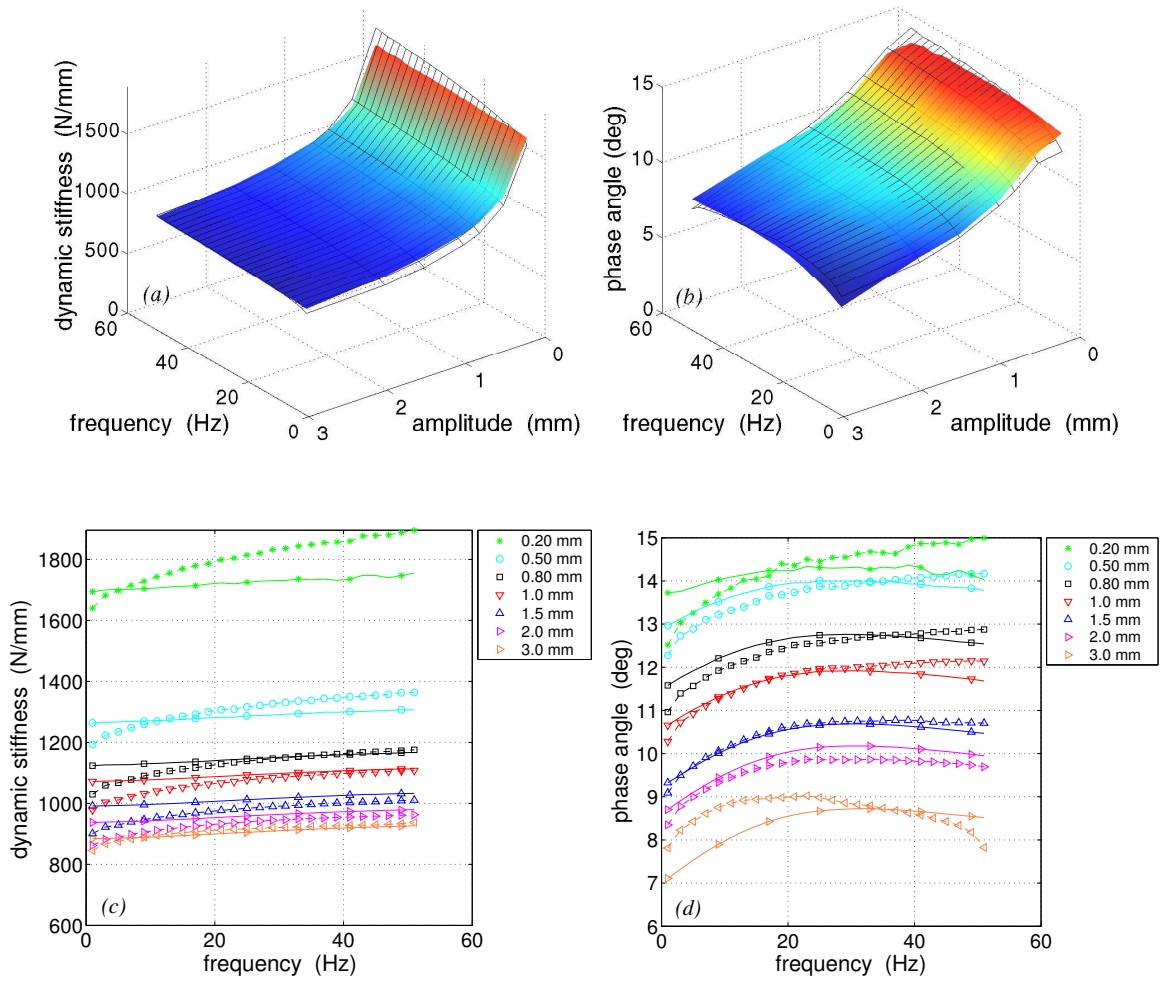 dynamic stiffness (N/mm)
1500
1000
500
0
60
40
20
0
3
2
1
0
frequency (Hz)
amplitude (mm)
(a)
phase angle (deg)
15
10
5
0
60
40
20
0
3
2
1
0
frequency (Hz)
amplitude (mm)
(b)
dynamic stiffness (N/mm)
1800
1600
1400
1200
1000
800
600
0
20
40
60
frequency (Hz)
(c)
0.20 mm
0.50 mm
0.80 mm
1.0 mm
1.5 mm
2.0 mm
3.0 mm
phase angle (deg)
15
14
13
12
11
10
9
8
7
6
0
20
40
60
frequency (Hz)
(d)
0.20 mm
0.50 mm
0.80 mm
1.0 mm
1.5 mm
2.0 mm
3.0 mm